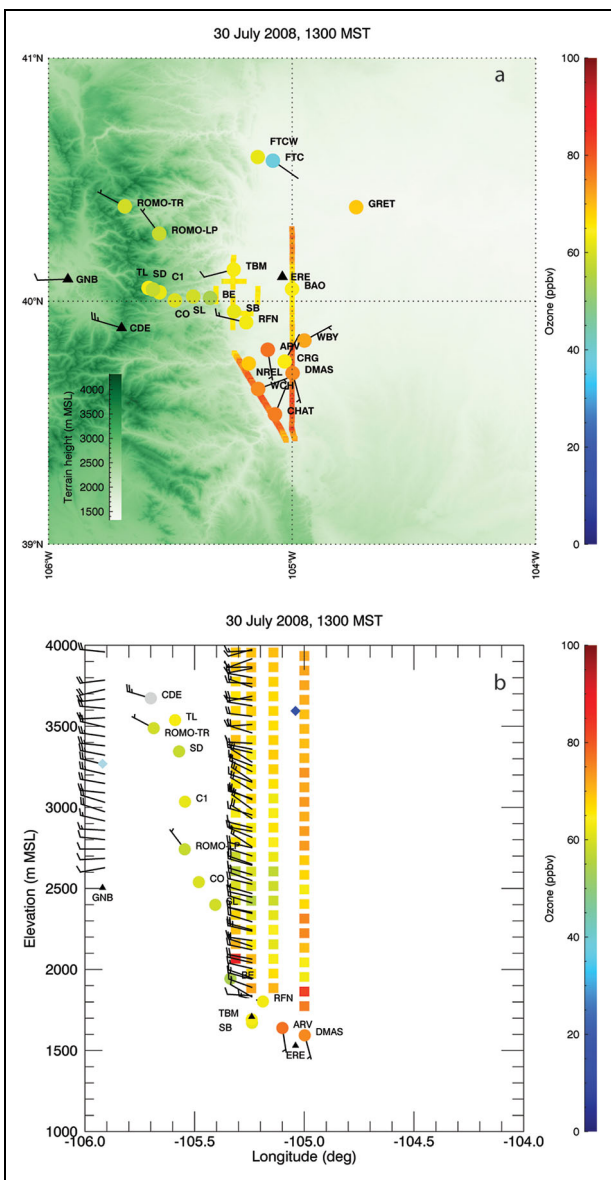 30 July 2008, 1300 MST
41°N
40°N
39°N
106°W
105°W
104°W
a
FTCW
FTC
GRET
ROMO-TR
ROMO-LP
GNB
CDE
TL
SD
C1
CO
SL
BE
TBM
SB
RFN
ERE
BAO
WBY
ARV
CRG
NREL
DMAS
WCH
CHAT
Terrain height (m MSL)
4000
3500
3000
2500
2000
1500
100
80
60
40
20
0
Ozone (ppbv)
30 July 2008, 1300 MST
b
4000
3500
3000
2500
2000
1500
1000
Elevation (m MSL)
CDE
TL
ROMO-TR
SD
C1
ROMO-LP
CO
SL
GNB
BE
RFN
TBM
SB
ARV
DMAS
ERE
-106.0
-105.5
-105.0
-104.5
-104.0
Longitude (deg)
100
80
60
40
20
0
Ozone (ppbv)